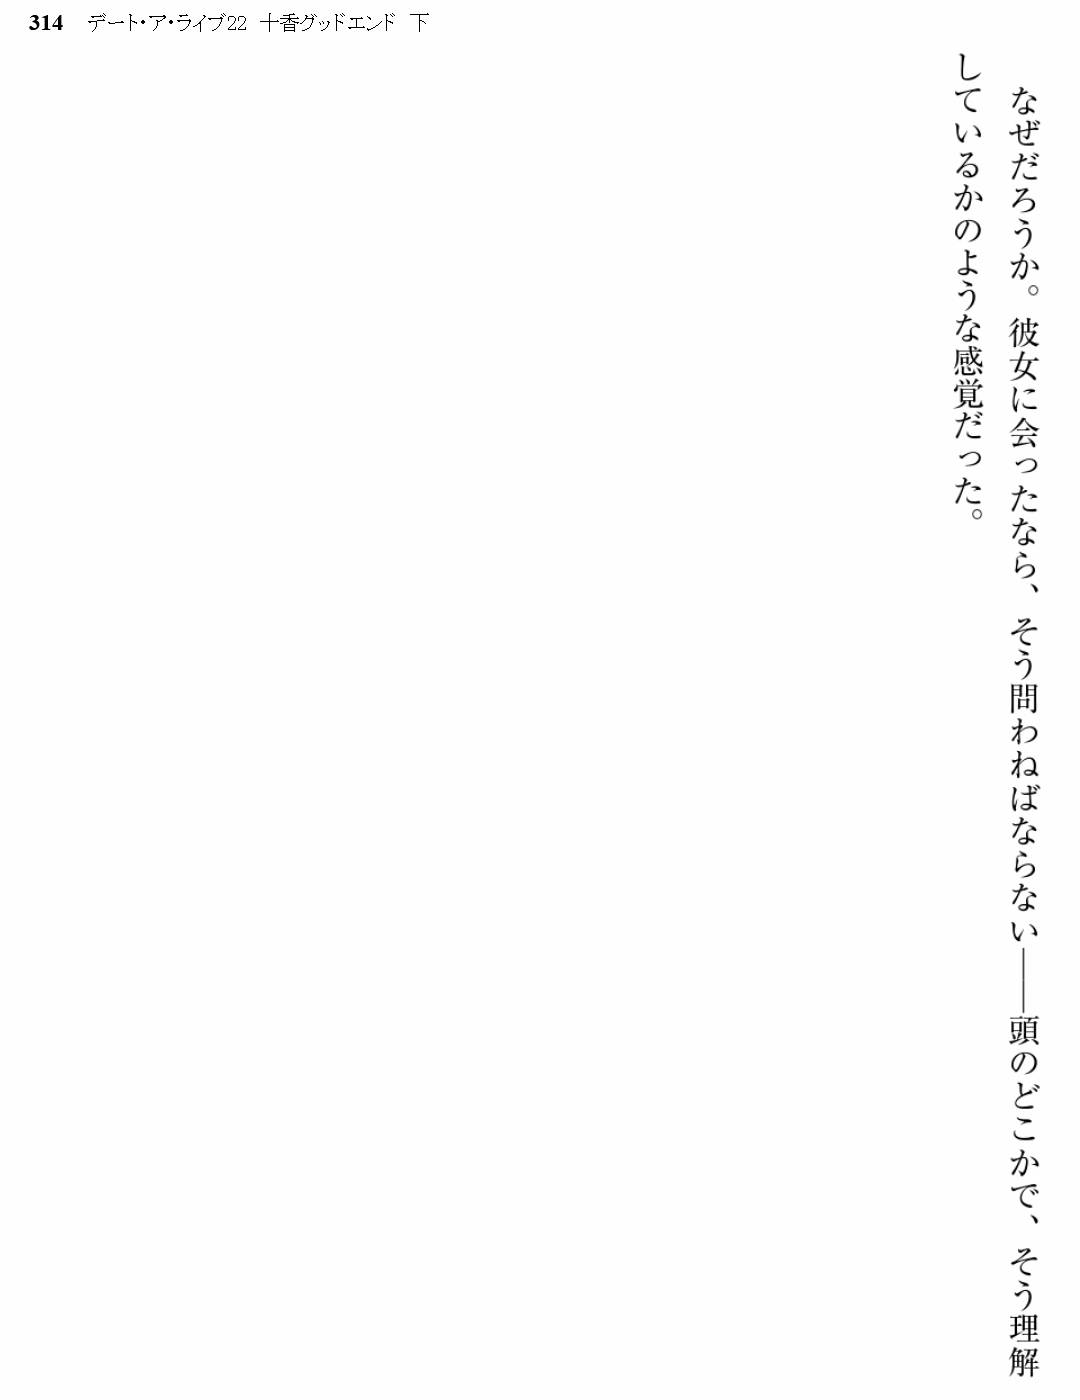 314 デート・ア・ライブ22 十香グッドエンド 下
なぜだろうか。彼女に会ったなら、そう問わねばならない――頭のどこかで、そう理解
しているかのような感覚だった。